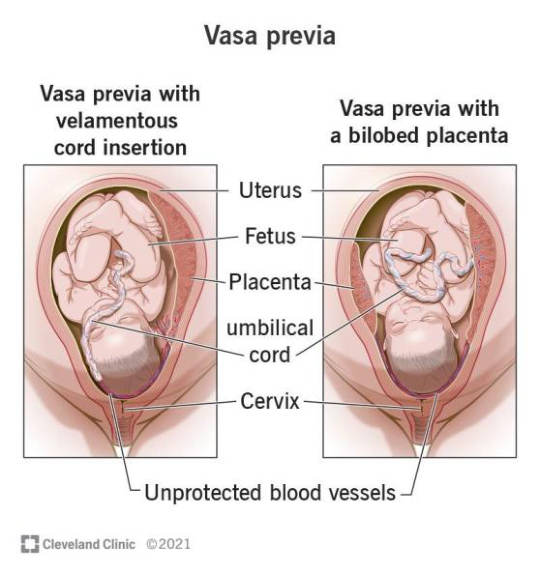 Vasa previa
Vasa previa with
velamentous
cord insertion
Vasa previa with
a bilobed placenta
Uterus
Fetus
Placenta
umbilical
cord
Cervix
Unprotected blood vessels
Cleveland Clinic ©2021